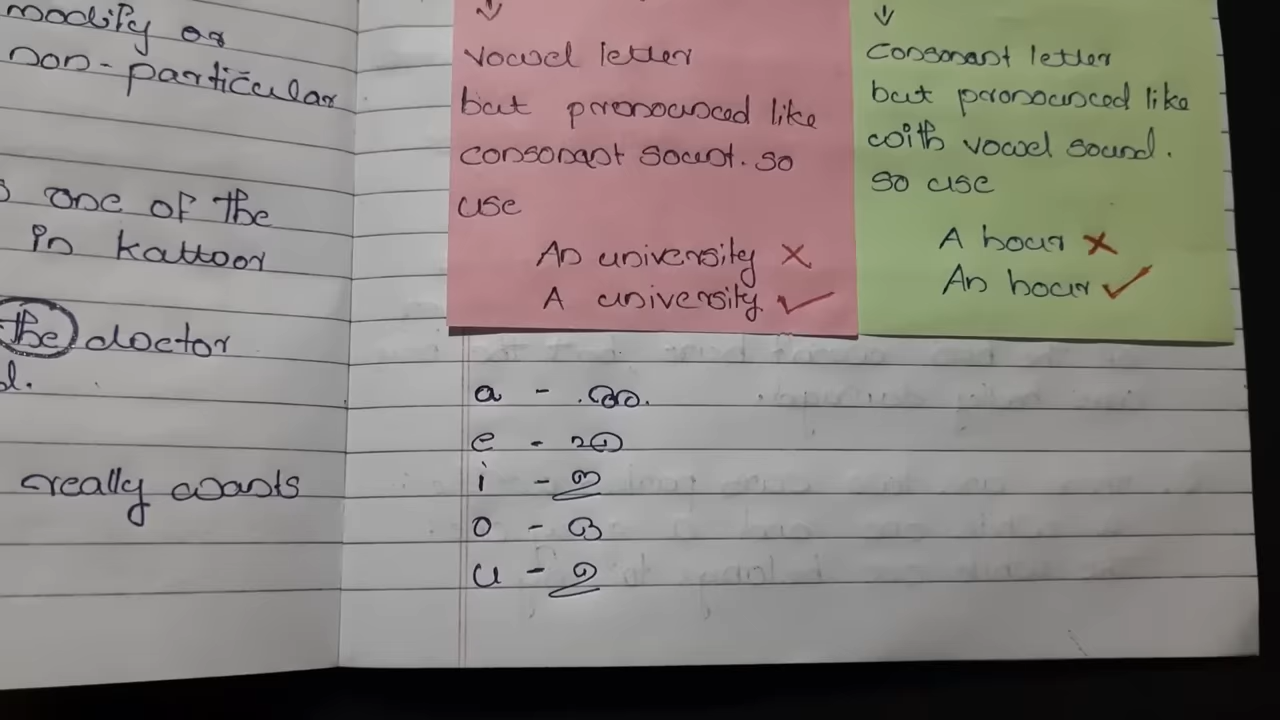 modify or
non-particular
one of the
in Kattoor
the doctor
really wants
↓
Vowel letter
but pronounced like
consonant sount. so
use
An university ✗
A university ✓
↓
Consonant letter
but pronounced like
with vowel sound.
so use
A hour ✗
An hour ✓
a - അ.
e - എ
i - ഇ
o - ഒ
u - ഉ